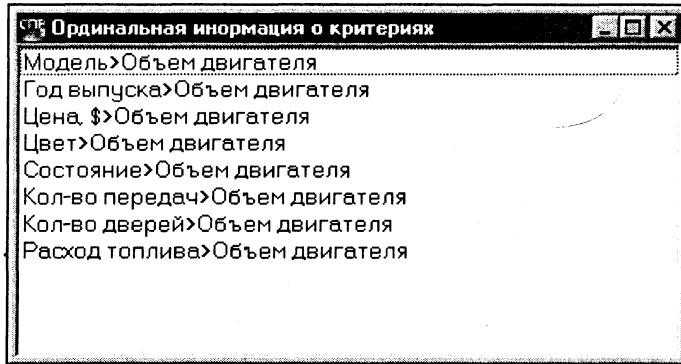 СПР Ординальная инормация о критериях
Модель>Объем двигателя
Год выпуска>Объем двигателя
Цена, $>Объем двигателя
Цвет>Объем двигателя
Состояние>Объем двигателя
Кол-во передач>Объем двигателя
Кол-во дверей>Объем двигателя
Расход топлива>Объем двигателя